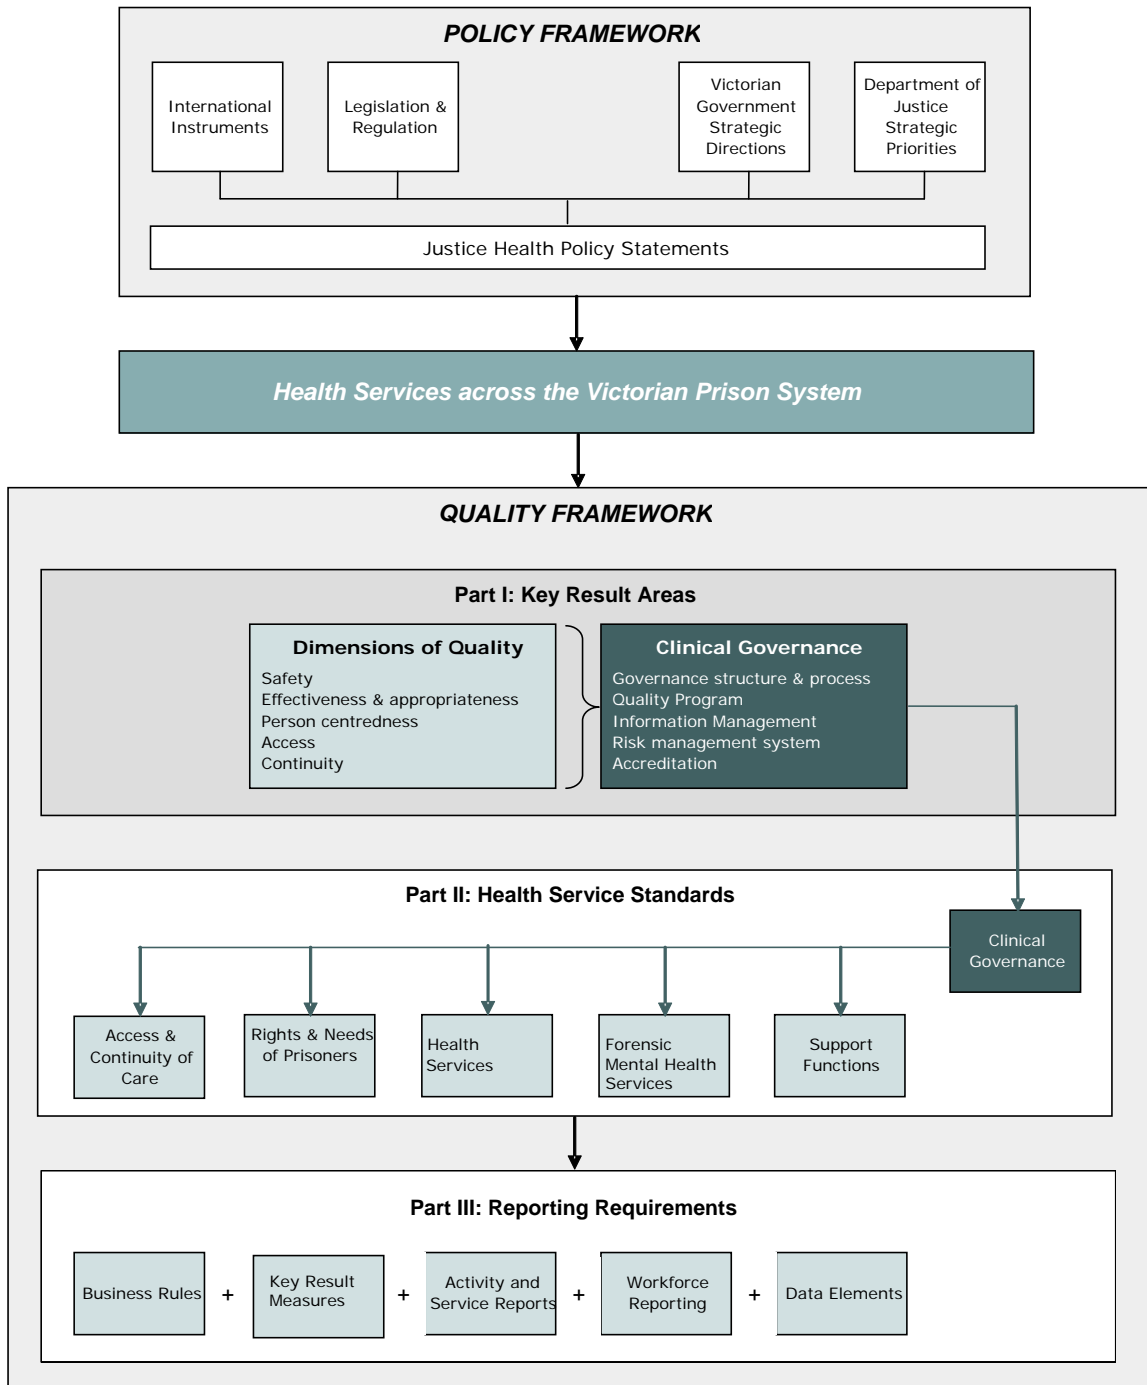 POLICY FRAMEWORK
International
Instruments
Legislation &
Regulation
Victorian
Government
Strategic
Directions
Department of
Justice
Strategic
Priorities
Justice Health Policy Statements
Health Services across the Victorian Prison System
QUALITY FRAMEWORK
Part I: Key Result Areas
Dimensions of Quality
Safety
Effectiveness & appropriateness
Person centredness
Access
Continuity
Clinical Governance
Governance structure & process
Quality Program
Information Management
Risk management system
Accreditation
Part II: Health Service Standards
Clinical
Governance
Access &
Continuity of
Care
Rights & Needs
of Prisoners
Health
Services
Forensic
Mental Health
Services
Support
Functions
Part III: Reporting Requirements
Business Rules
+
Key Result
Measures
+
Activity and
Service Reports
+
Workforce
Reporting
+
Data Elements